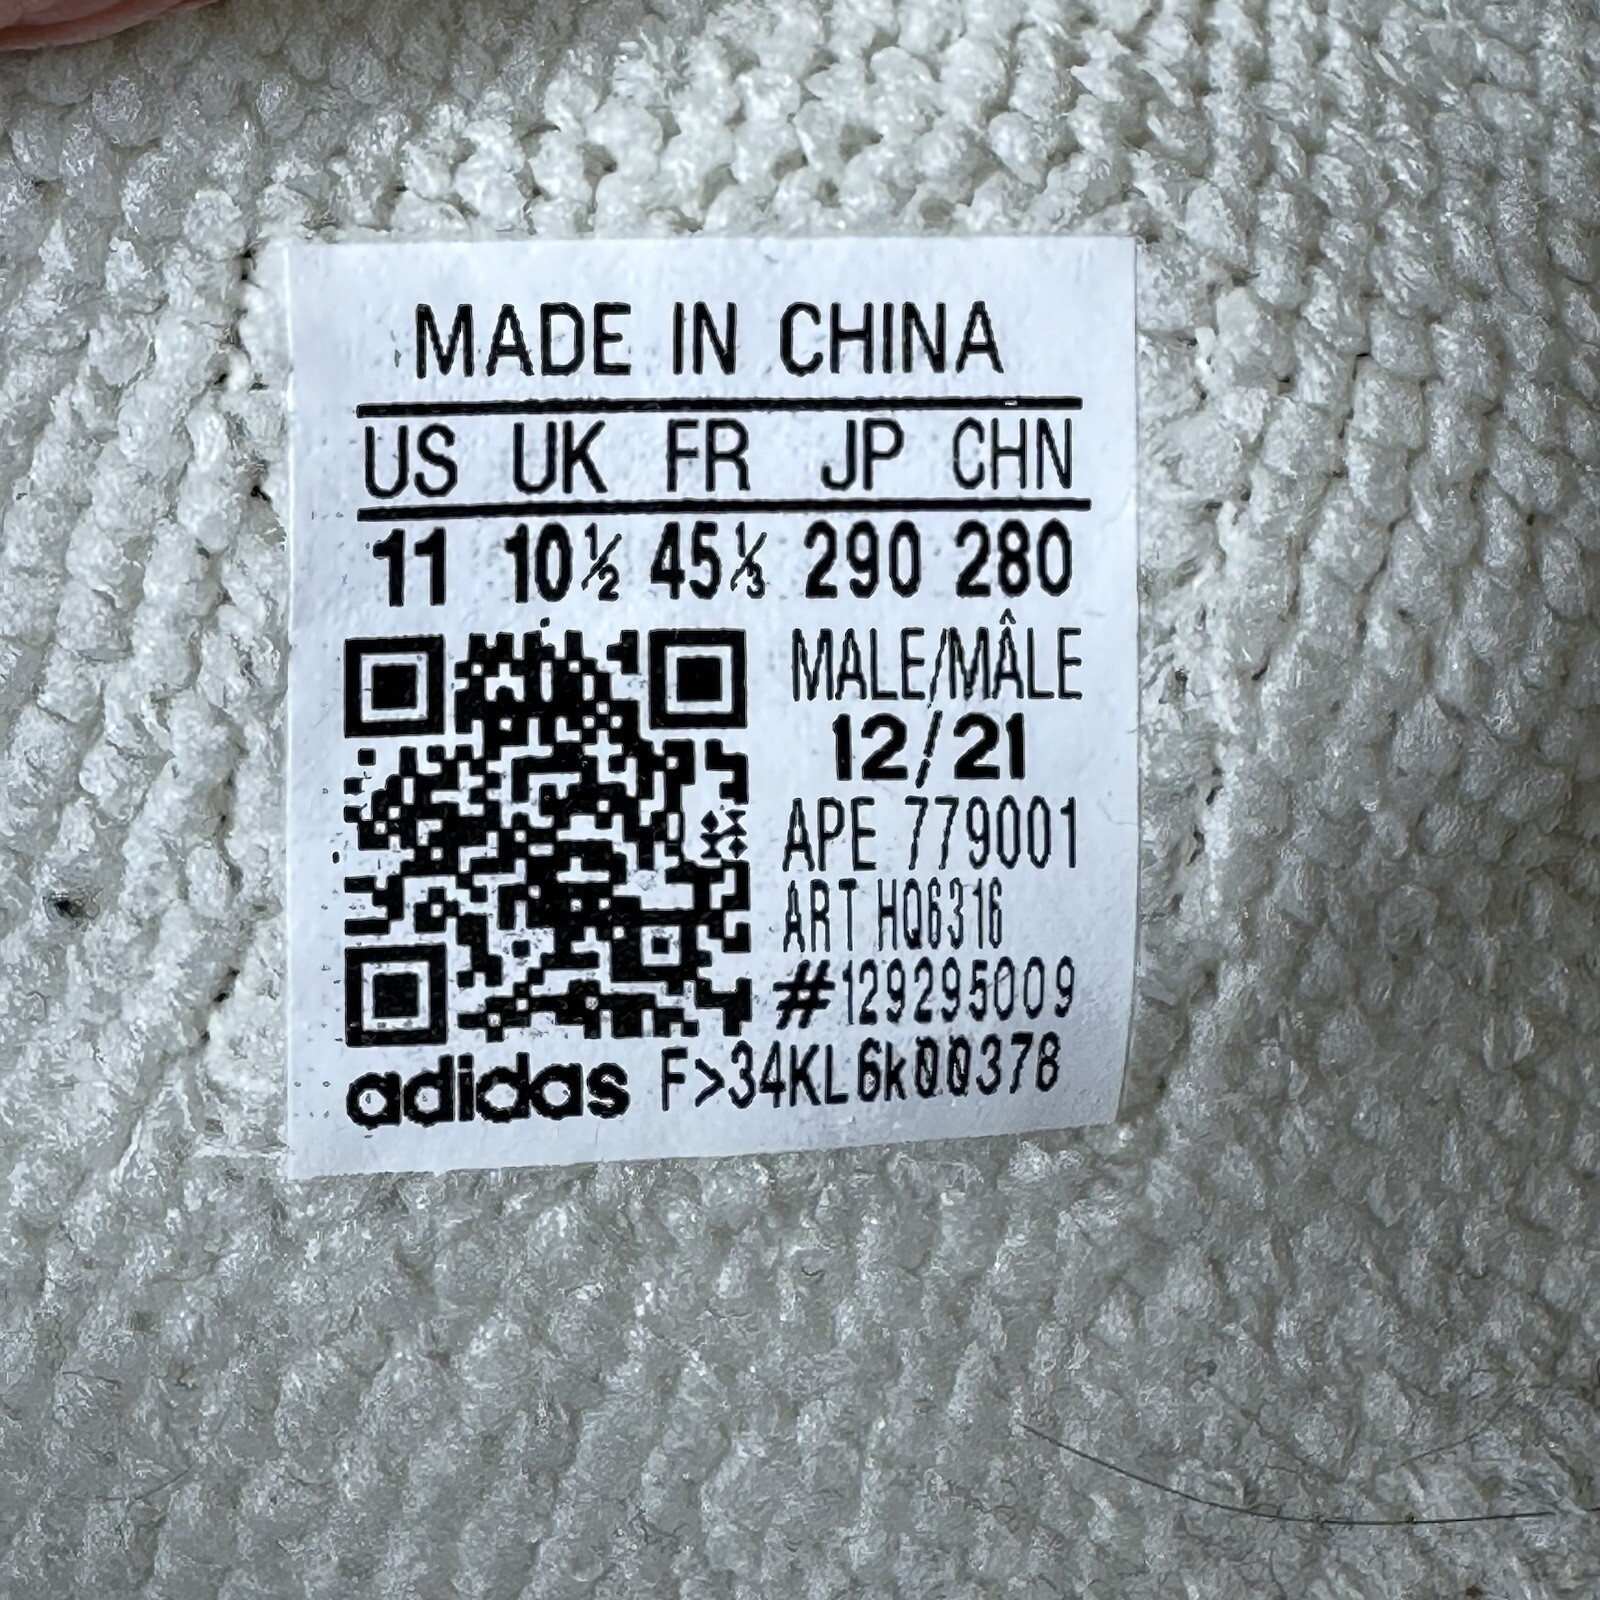 MADE IN CHINA
US UK FR JP CHN
11 10½ 45⅓ 290 280
MALE/MÂLE
12/21
APE 779001
ART HQ6316
#129295009
adidas F>34KL6k00378